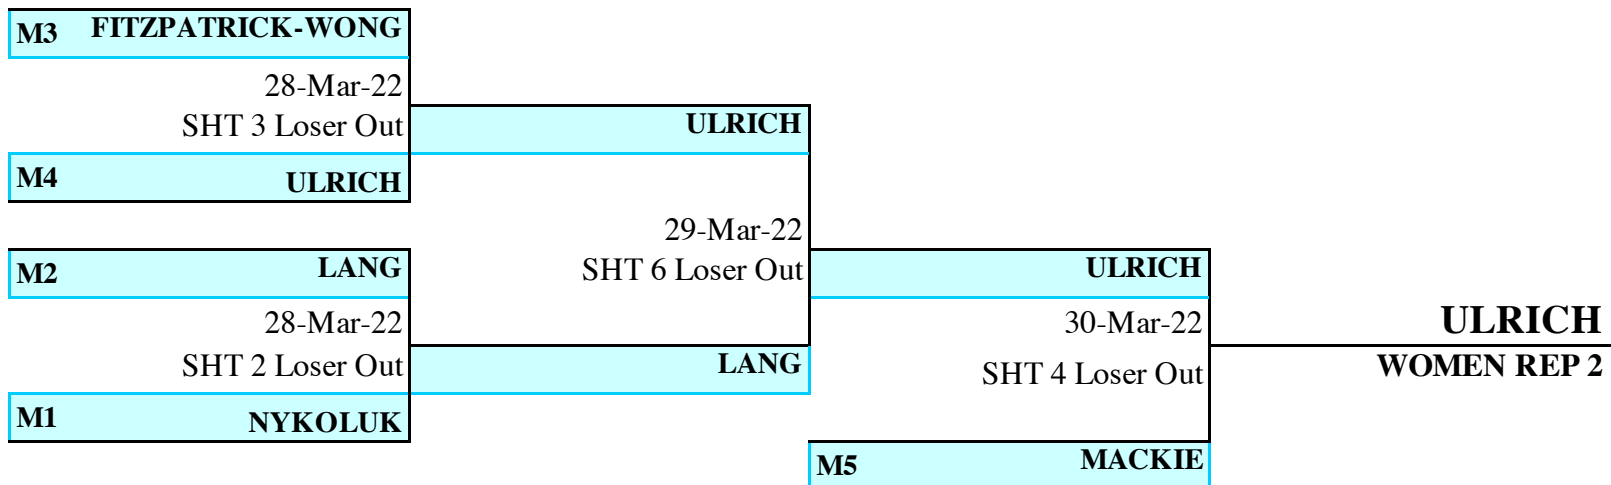 M3 FITZPATRICK-WONG
28-Mar-22
SHT 3 Loser Out
ULRICH
M4 ULRICH
29-Mar-22
SHT 6 Loser Out
M2 LANG
28-Mar-22
SHT 2 Loser Out
LANG
M1 NYKOLUK
ULRICH
30-Mar-22
SHT 4 Loser Out
M5 MACKIE
ULRICH
WOMEN REP 2